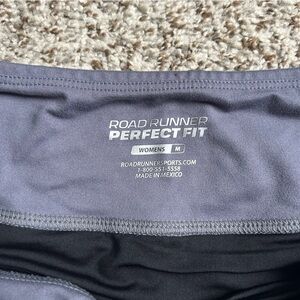 ROAD RUNNER
PERFECT FIT
WOMENS M
ROADRUNNERSPORTS.COM
1-800-551-5558
MADE IN MEXICO